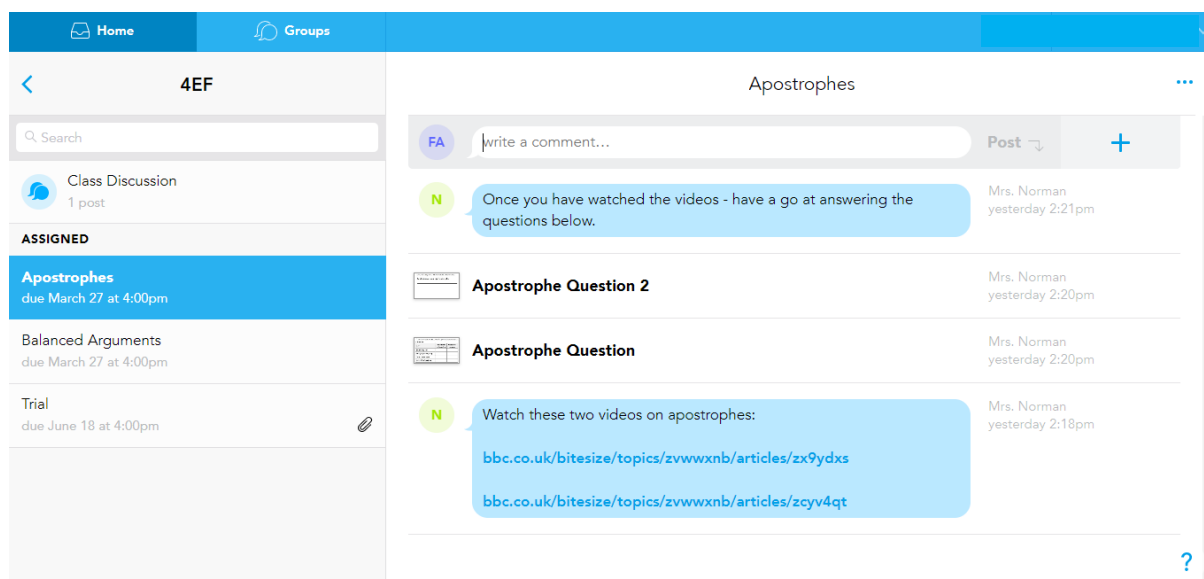 Home
Groups
4EF
Search
Class Discussion
1 post
ASSIGNED
Apostrophes
due March 27 at 4:00pm
Balanced Arguments
due March 27 at 4:00pm
Trial
due June 18 at 4:00pm
Apostrophes
FA
write a comment...
Post
N
Once you have watched the videos - have a go at answering the
questions below.
Mrs. Norman
yesterday 2:21pm
Apostrophe Question 2
Mrs. Norman
yesterday 2:20pm
Apostrophe Question
Mrs. Norman
yesterday 2:20pm
N
Watch these two videos on apostrophes:
bbc.co.uk/bitesize/topics/zvwwxnb/articles/zx9ydxs
bbc.co.uk/bitesize/topics/zvwwxnb/articles/zcyv4qt
Mrs. Norman
yesterday 2:18pm
?